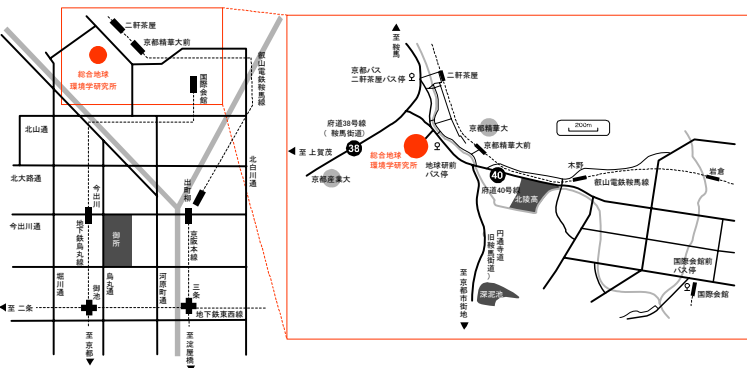 二軒茶屋
京都精華大前
総合地球
環境学研究所
国際会館
叡山電鉄鞍馬線
北山通
北大路通
北白川通
今出川
出町柳
今出川通
地下鉄烏丸線
御所
京阪本線
堀川通
御池
烏丸通
河原町通
三条
至 二条
地下鉄東西線
至 京都
至 淀屋橋
至 鞍馬
京都バス
二軒茶屋バス停
二軒茶屋
府道38号線
( 鞍馬街道)
38
京都精華大
200m
至 上賀茂
総合地球
環境学研究所
地球研前
バス停
京都精華大前
京都産業大
木野
岩倉
40
府道40号線
叡山電鉄鞍馬線
北陵高
円通寺道
旧鞍馬街道)
国際会館前
バス停
国際会館
深泥池
至 京都市街地